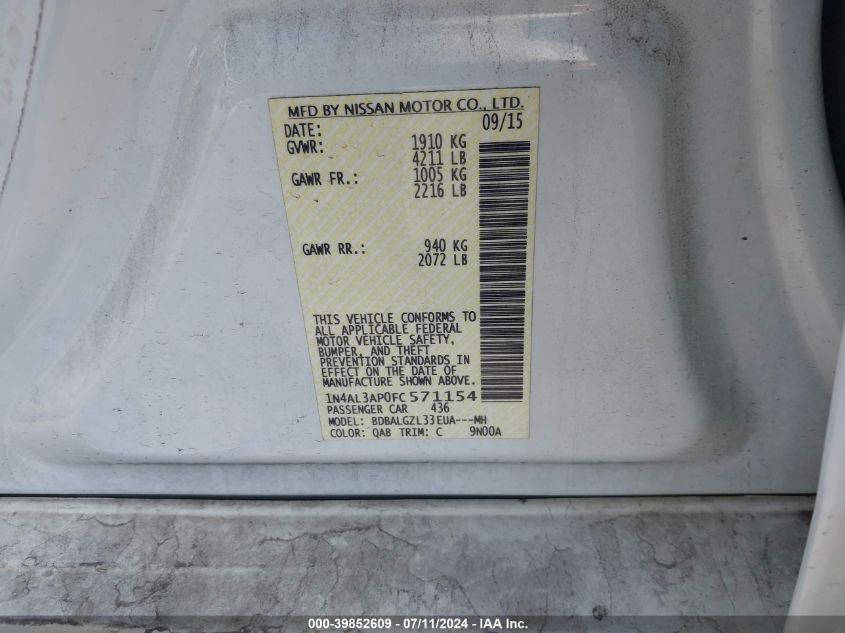 MFD BY NISSAN MOTOR CO., LTD.
DATE: 09/15
GVWR: 1910 KG
4211 LB
GAWR FR.: 1005 KG
2216 LB
GAWR RR.: 940 KG
2072 LB
THIS VEHICLE CONFORMS TO
ALL APPLICABLE FEDERAL
MOTOR VEHICLE SAFETY,
BUMPER, AND THEFT
PREVENTION STANDARDS IN
EFFECT ON THE DATE OF
MANUFACTURE SHOWN ABOVE.
1N4AL3AP0FC571154
PASSENGER CAR 436
MODEL: BDBALGZL33EUA---MH
COLOR: QAB TRIM: C 9N00A
000-39852609 - 07/11/2024 - IAA Inc.